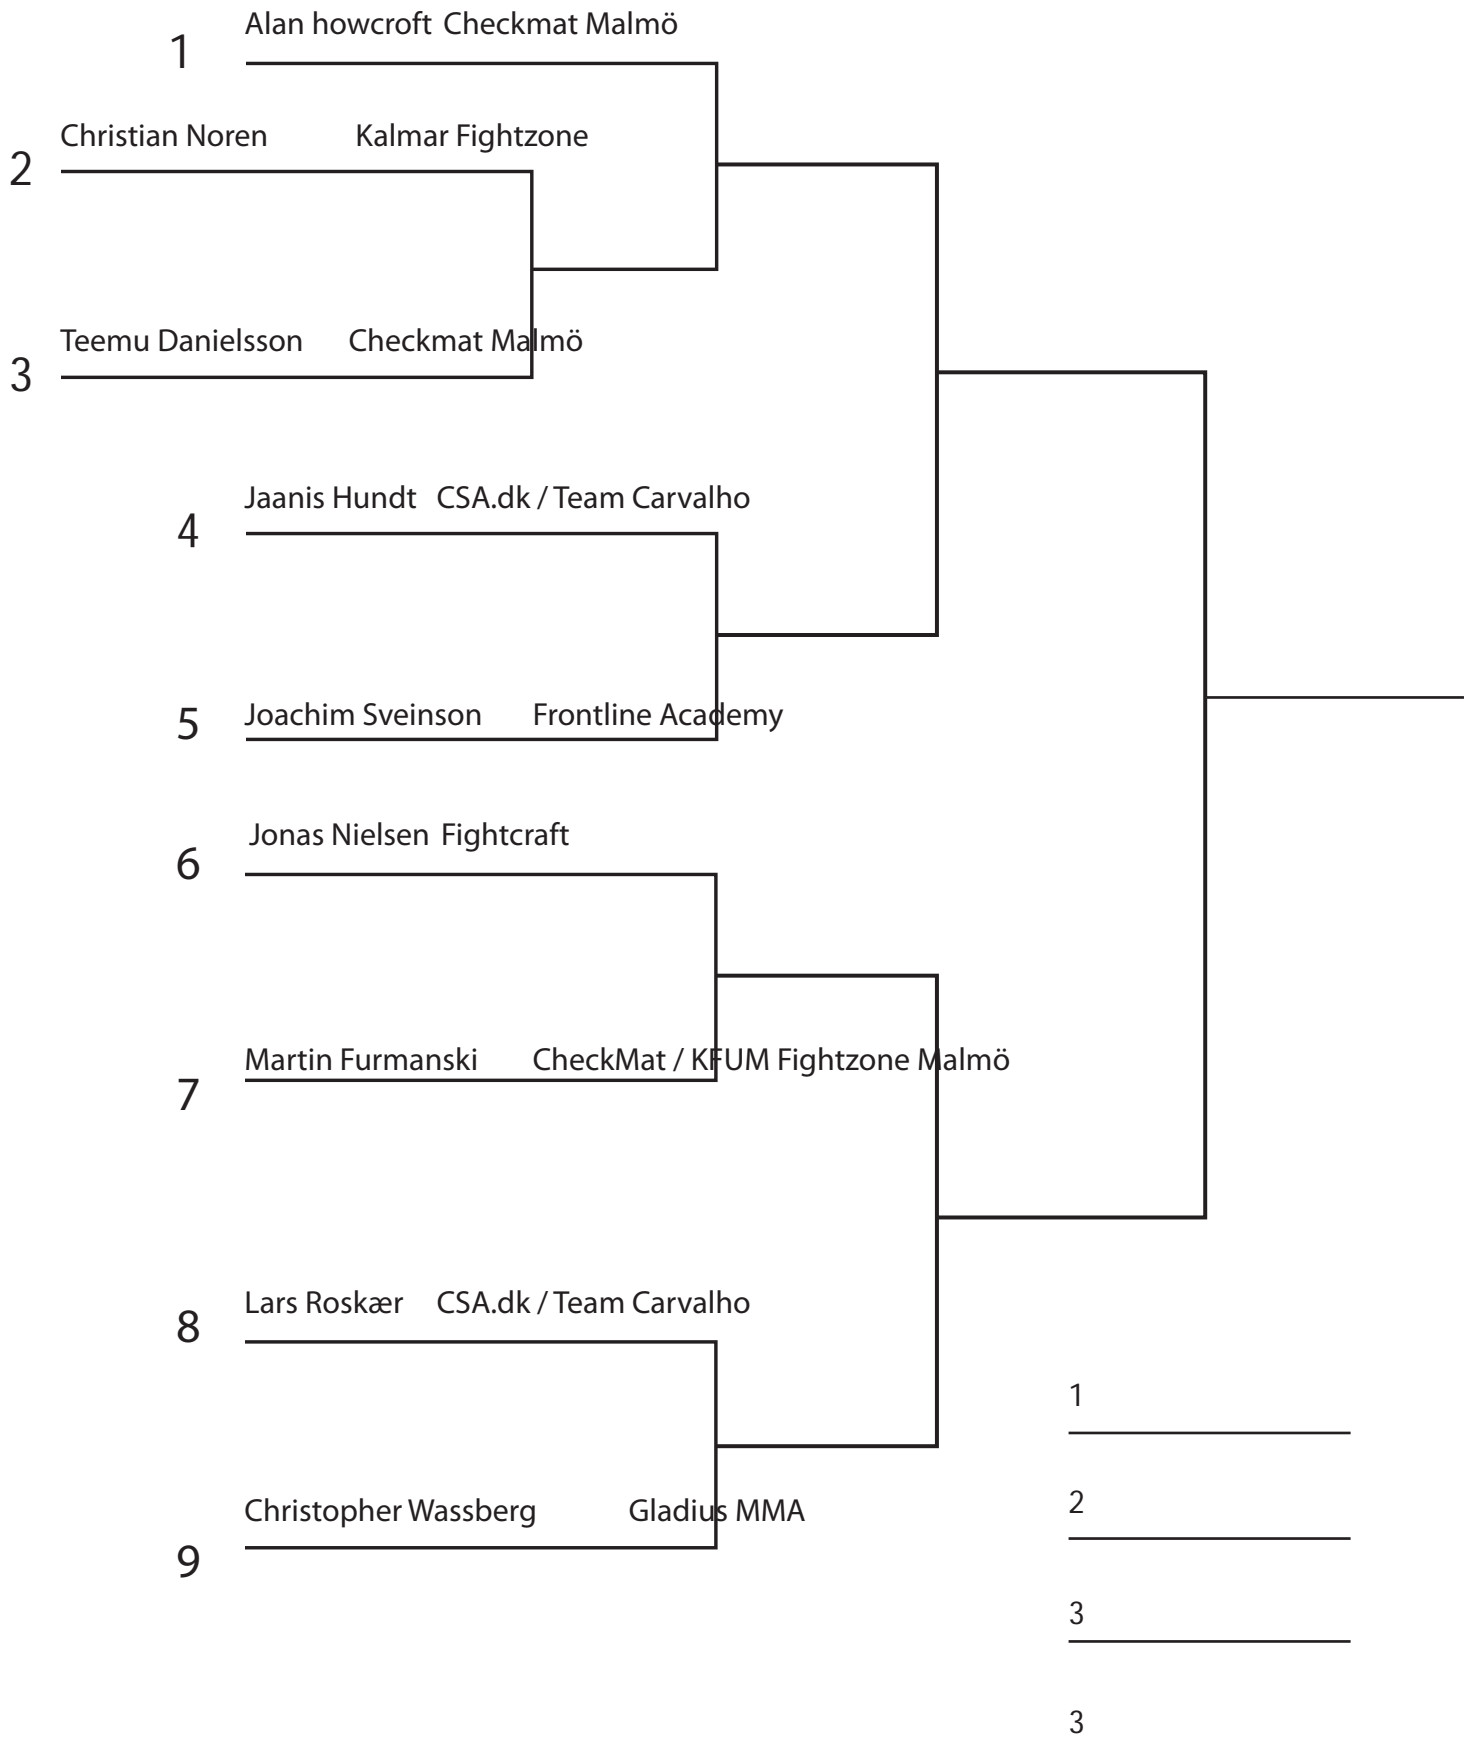 Alan howcroft Checkmat Malmö
1
Christian Noren Kalmar Fightzone
2
Teemu Danielsson Checkmat Malmö
3
Jaanis Hundt CSA.dk / Team Carvalho
4
Joachim Sveinson Frontline Academy
5
Jonas Nielsen Fightcraft
6
Martin Furmanski CheckMat / KFUM Fightzone Malmö
7
Lars Roskær CSA.dk / Team Carvalho
8
Christopher Wassberg Gladius MMA
9
1
2
3
3